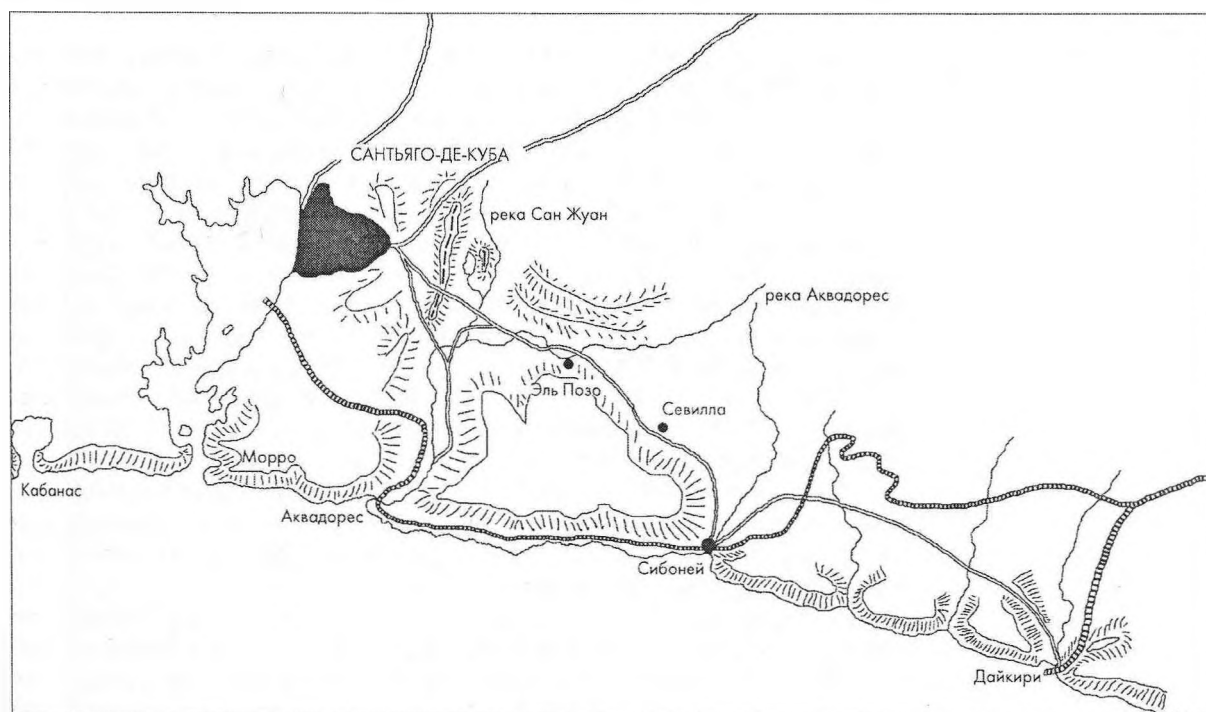 САНТЬЯГО-ДЕ-КУБА
река Сан Жуан
река Аквадорес
Эль Позо
Севилла
Морро
Кабанас
Аквадорес
Сибоней
Дайкири